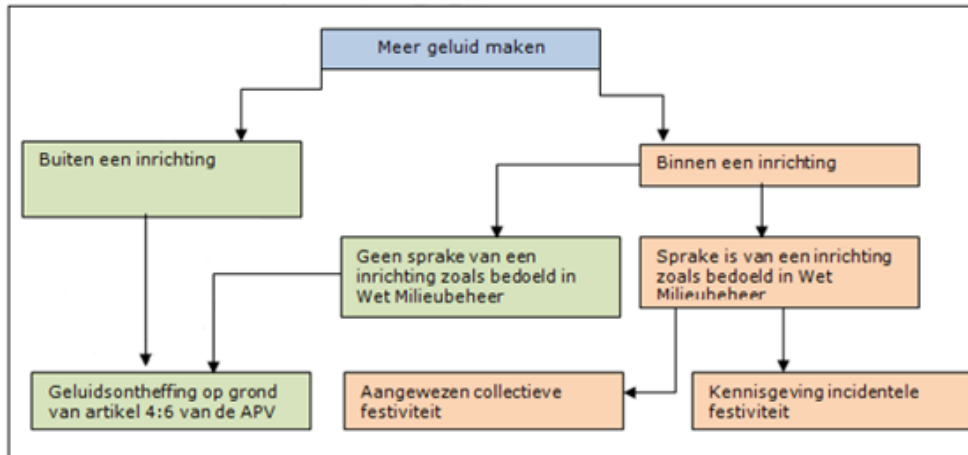 Meer geluid maken
Buiten een inrichting
Binnen een inrichting
Geen sprake van een
inrichting zoals bedoeld in
Wet Milieubeheer
Sprake is van een inrichting
zoals bedoeld in Wet
Milieubeheer
Geluidsontheffing op grond
van artikel 4:6 van de APV
Aangewezen collectieve
festiviteit
Kennisgeving incidentele
festiviteit